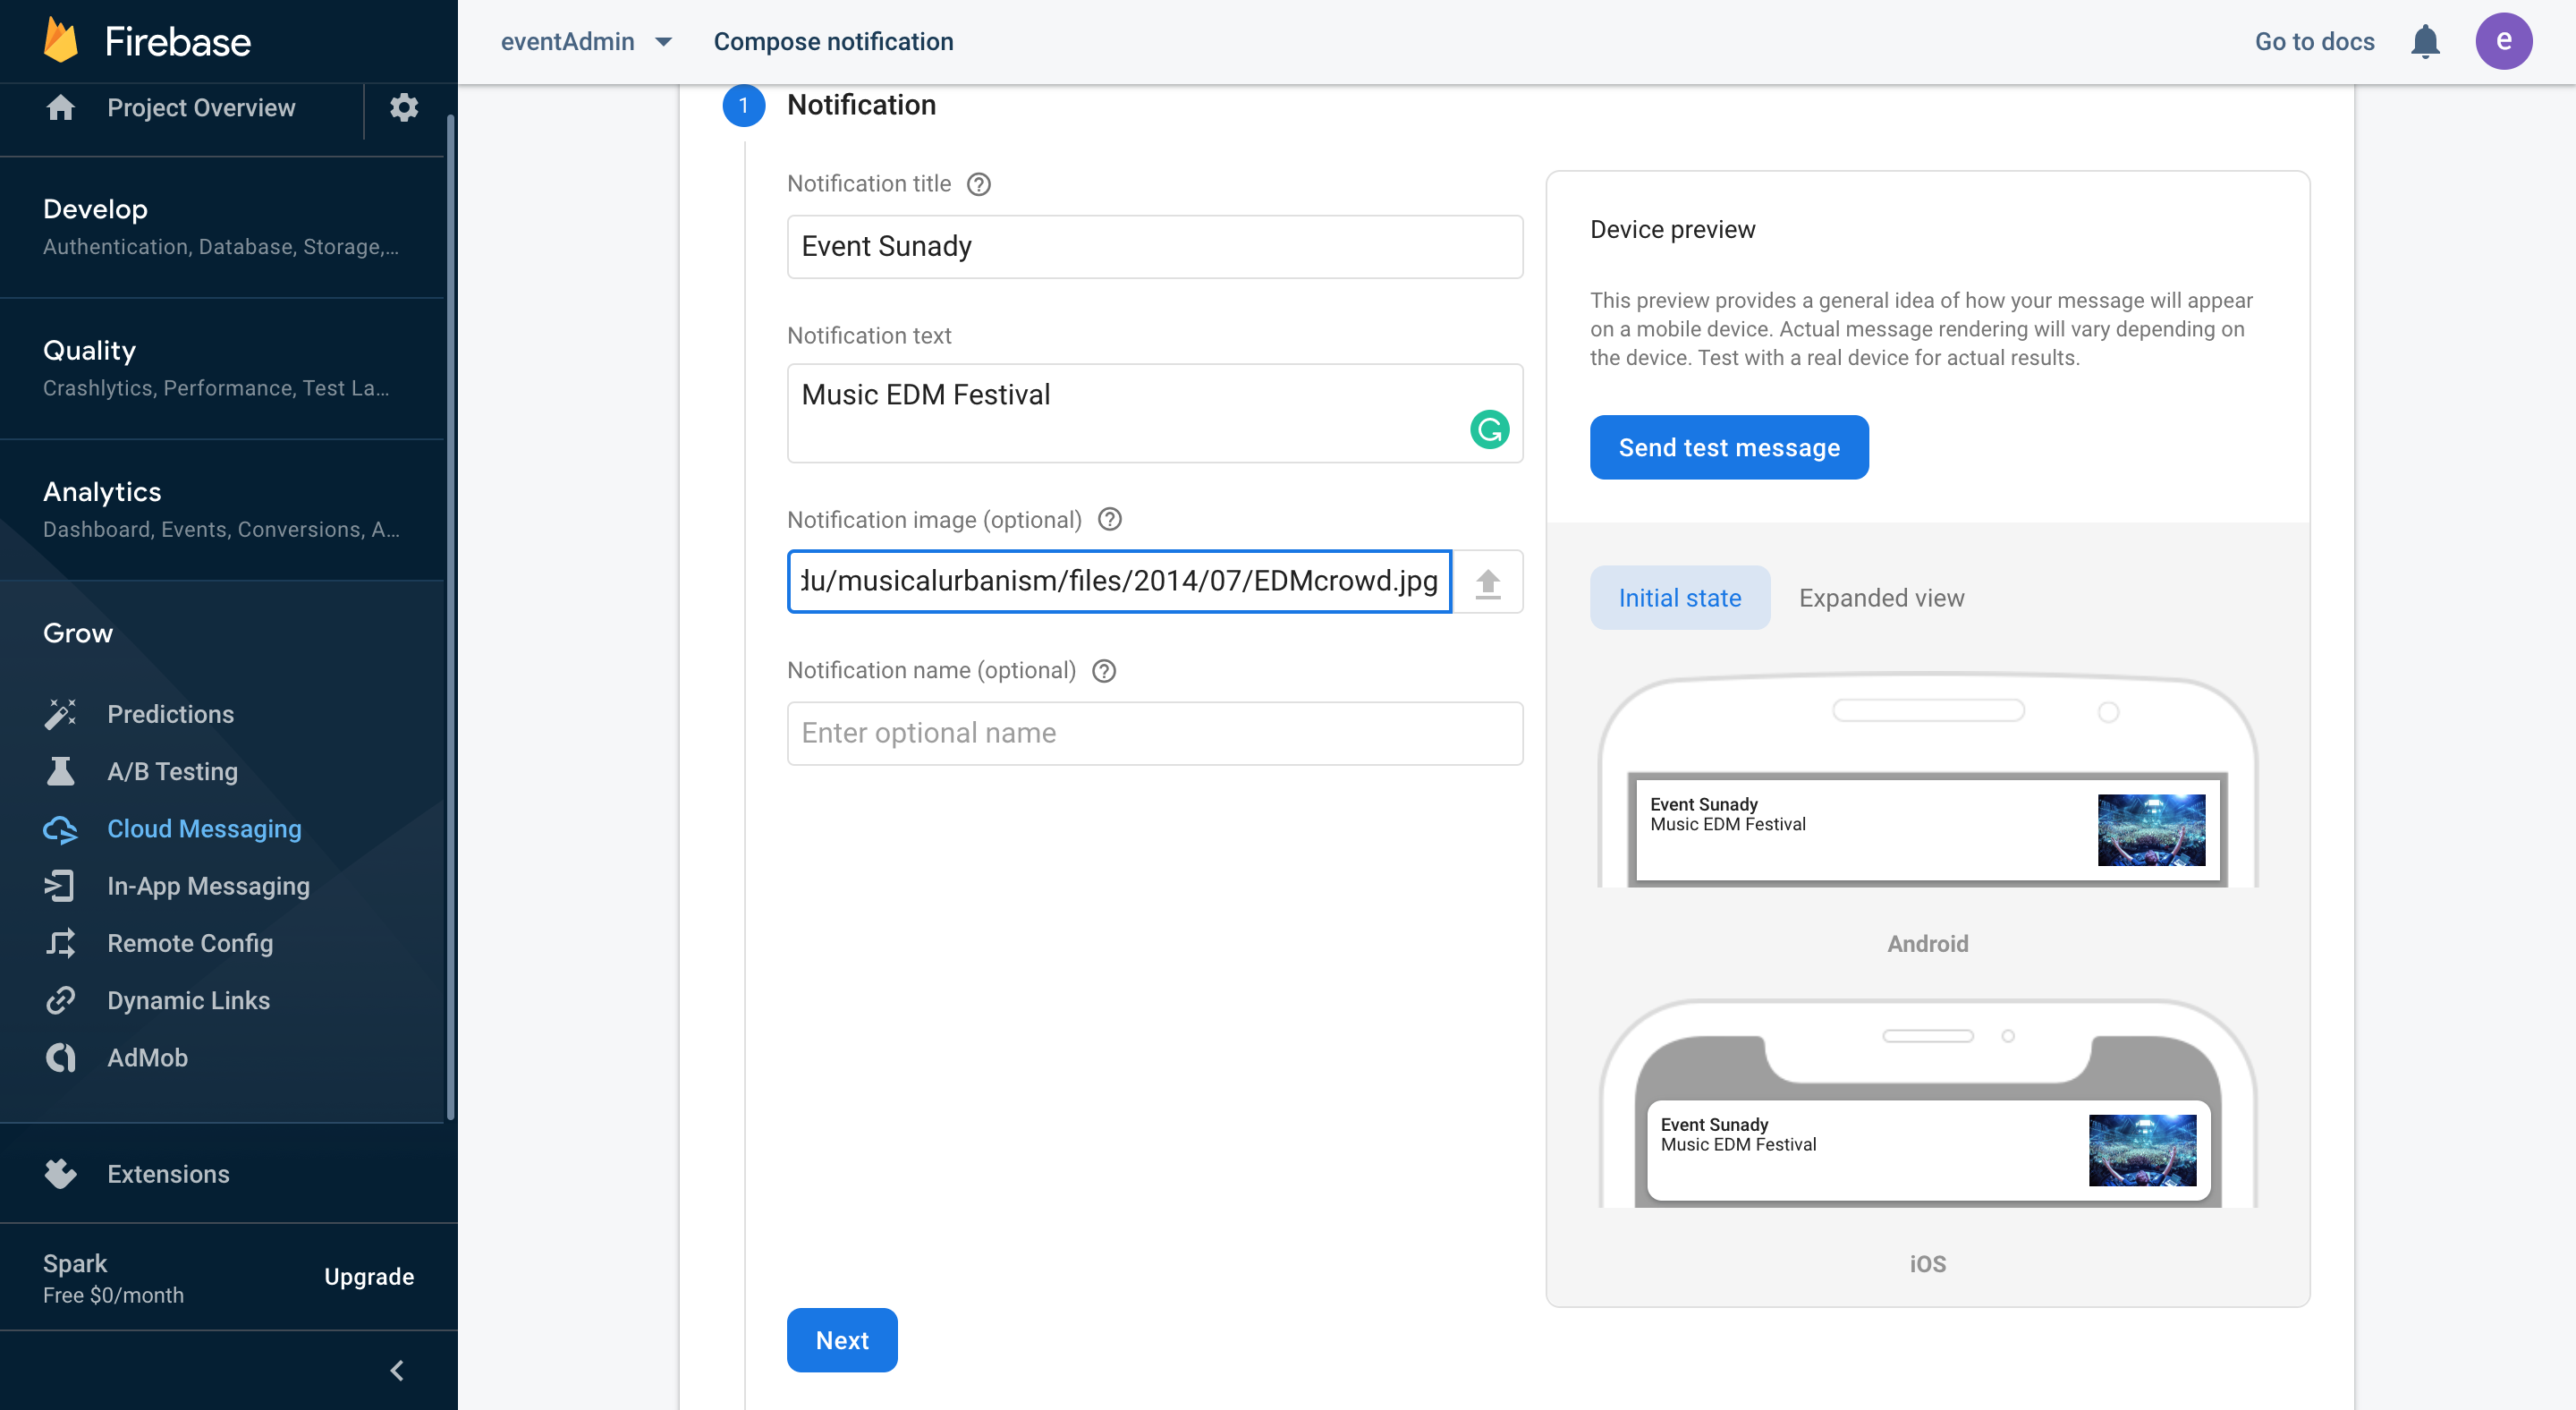 Firebase
Project Overview
Develop
Authentication, Database, Storage,...
Quality
Crashlytics, Performance, Test La...
Analytics
Dashboard, Events, Conversions, A...
Grow
Predictions
A/B Testing
Cloud Messaging
In-App Messaging
Remote Config
Dynamic Links
AdMob
Extensions
Spark
Free $0/month
Upgrade
eventAdmin
Compose notification
Go to docs
e
1
Notification
Notification title
Event Sunady
Notification text
Music EDM Festival
Notification image (optional)
du/musicalurbanism/files/2014/07/EDMcrowd.jpg
Notification name (optional)
Enter optional name
Next
Device preview
This preview provides a general idea of how your message will appear
on a mobile device. Actual message rendering will vary depending on
the device. Test with a real device for actual results.
Send test message
Initial state
Expanded view
Event Sunady
Music EDM Festival
Android
Event Sunady
Music EDM Festival
iOS